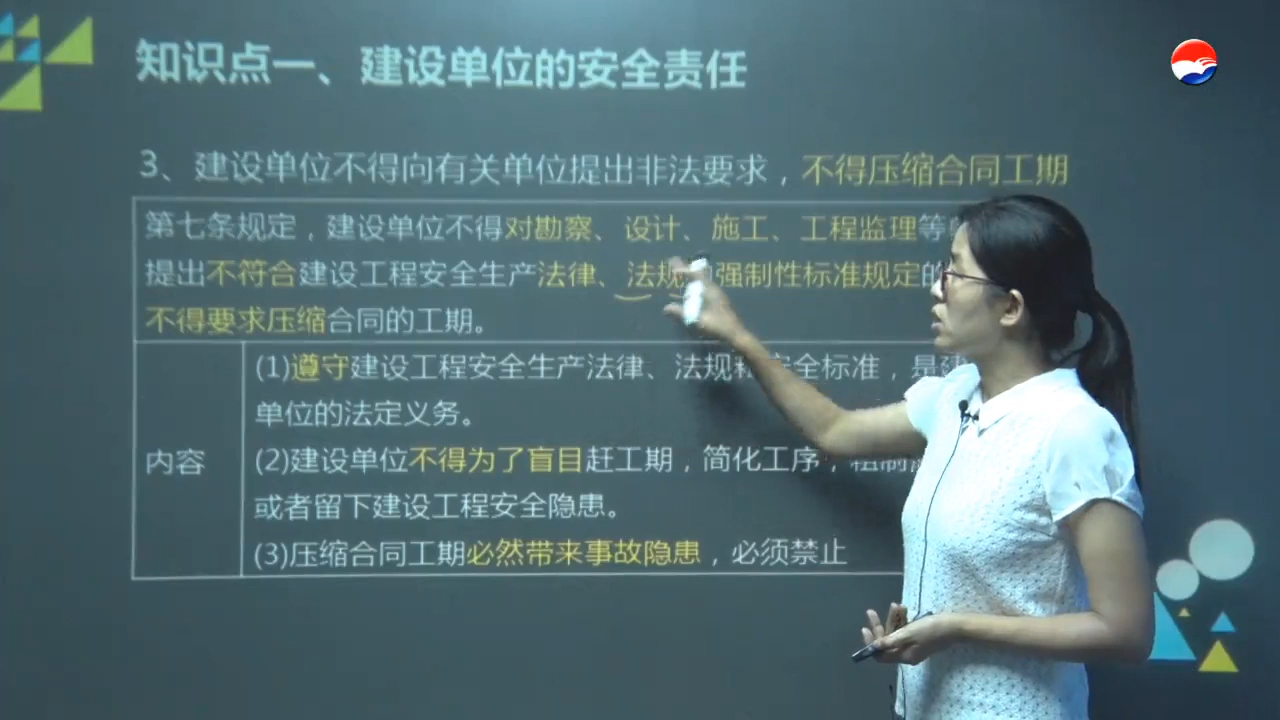 知识点一、建设单位的安全责任
3、建设单位不得向有关单位提出非法要求，不得压缩合同工期
第七条规定，建设单位不得对勘察、设计、施工、工程监理等
提出不符合建设工程安全生产法律、法规 强制性标准规定的
不得要求压缩合同的工期。
内容
(1)遵守建设工程安全生产法律、法规和安全标准，是建
单位的法定义务。
(2)建设单位不得为了盲目赶工期，简化工序，粗制
或者留下建设工程安全隐患。
(3)压缩合同工期必然带来事故隐患，必须禁止